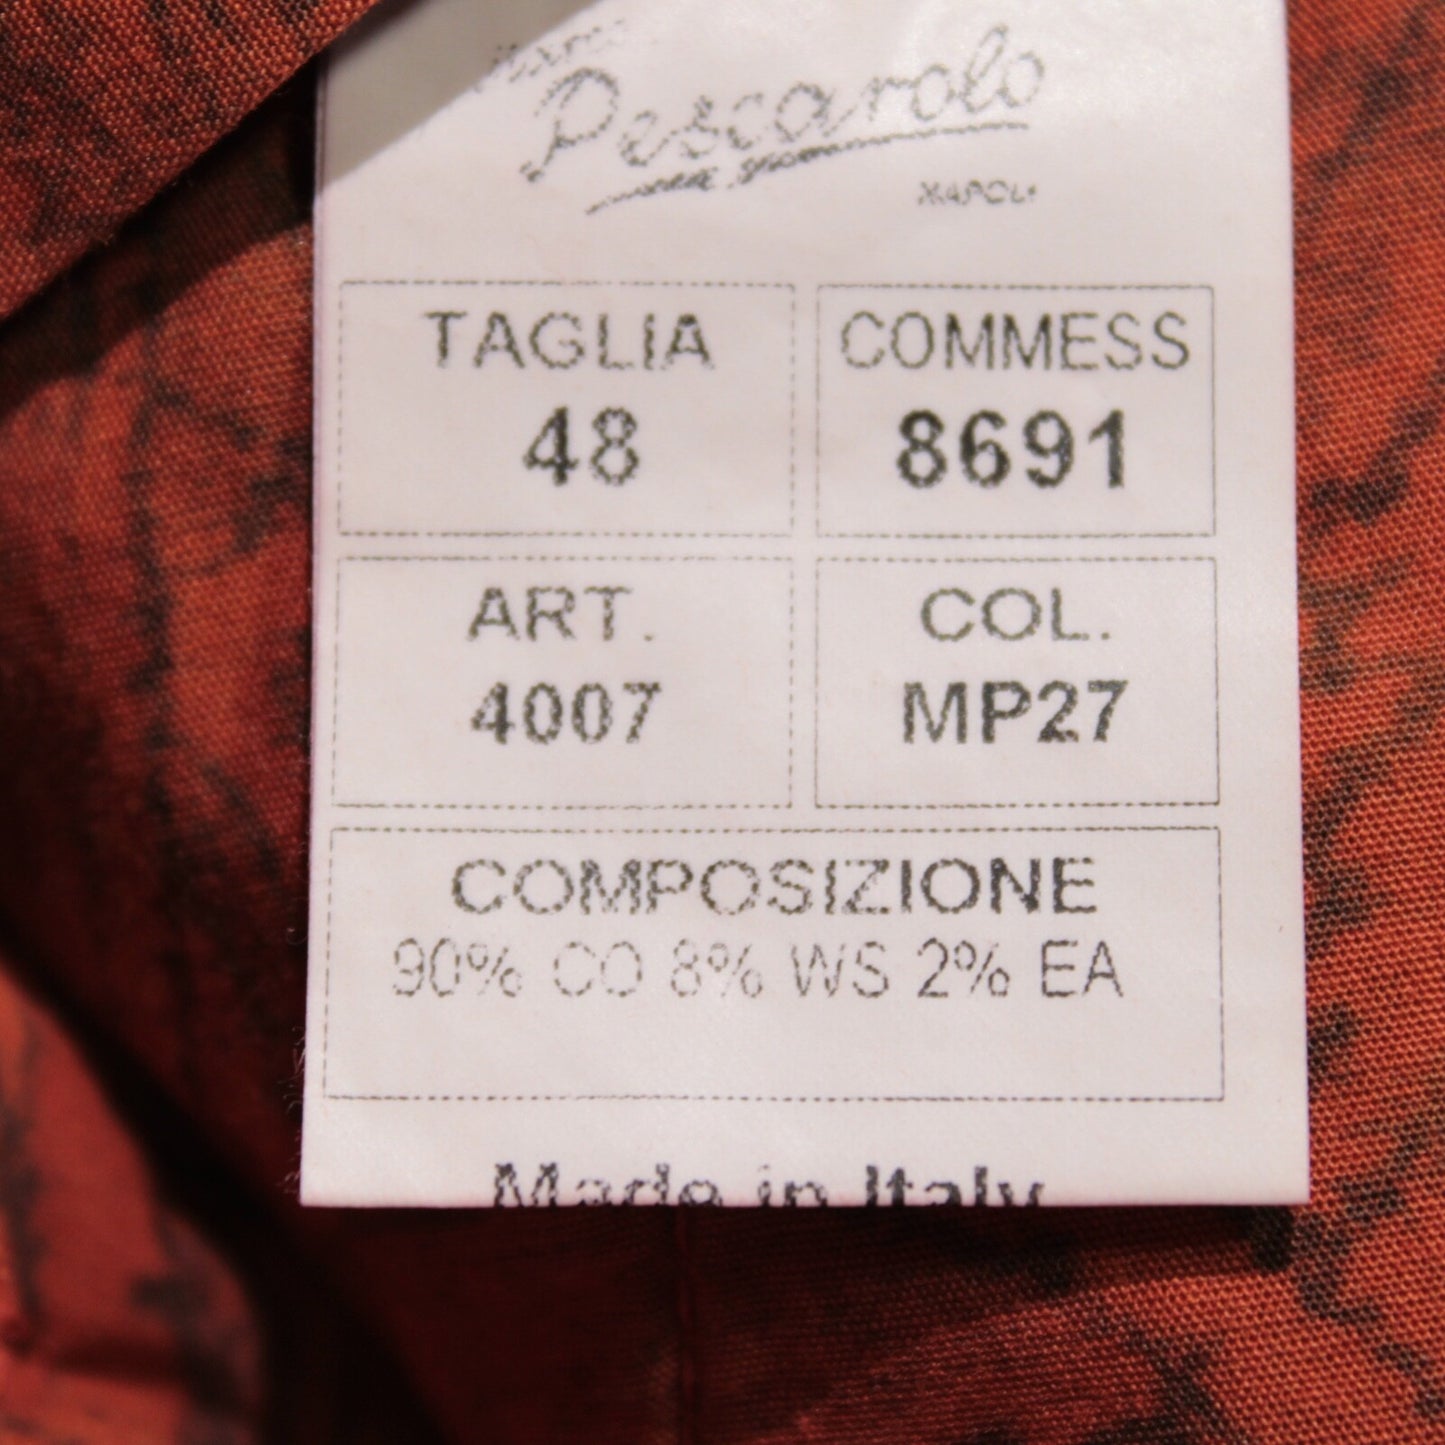 Marco
Pescarolo
NAPOLI
TAGLIA
48
COMMESS
8691
ART.
4007
COL.
MP27
COMPOSIZIONE
90% CO 8% WS 2% EA
Made in Italy